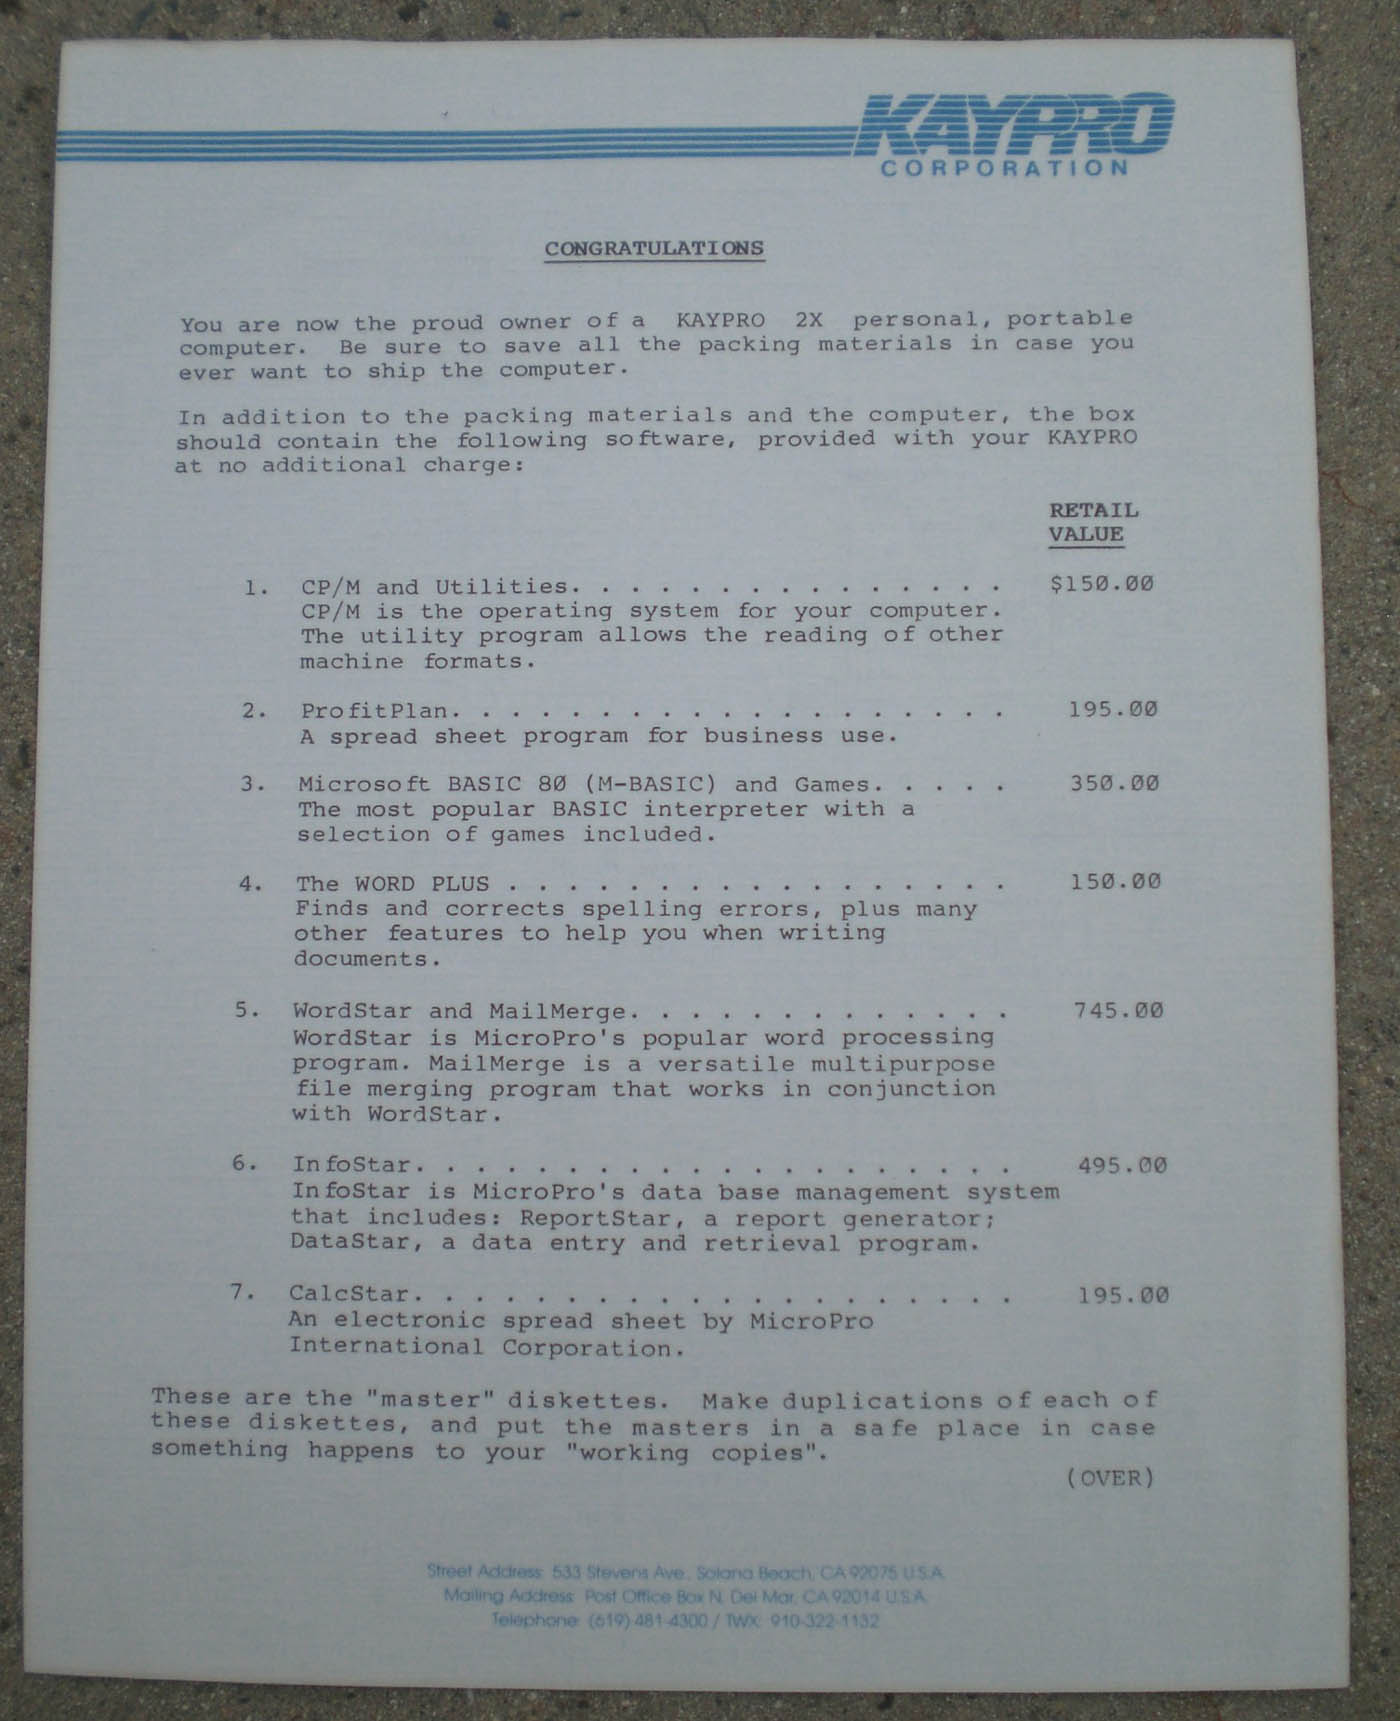 KAYPRO
CORPORATION
CONGRATULATIONS
You are now the proud owner of a KAYPRO 2X personal, portable
computer. Be sure to save all the packing materials in case you
ever want to ship the computer.
In addition to the packing materials and the computer, the box
should contain the following software, provided with your KAYPRO
at no additional charge:
RETAIL
VALUE
1. CP/M and Utilities. . . . . . . . . . . . . . . $150.00
CP/M is the operating system for your computer.
The utility program allows the reading of other
machine formats.
2. ProfitPlan. . . . . . . . . . . . . . . . . . . 195.00
A spread sheet program for business use.
3. Microsoft BASIC 80 (M-BASIC) and Games. . . . . 350.00
The most popular BASIC interpreter with a
selection of games included.
4. The WORD PLUS . . . . . . . . . . . . . . . . . 150.00
Finds and corrects spelling errors, plus many
other features to help you when writing
documents.
5. WordStar and MailMerge. . . . . . . . . . . . . 745.00
WordStar is MicroPro's popular word processing
program. MailMerge is a versatile multipurpose
file merging program that works in conjunction
with WordStar.
6. InfoStar. . . . . . . . . . . . . . . . . . . . 495.00
InfoStar is MicroPro's data base management system
that includes: ReportStar, a report generator;
DataStar, a data entry and retrieval program.
7. CalcStar. . . . . . . . . . . . . . . . . . . . 195.00
An electronic spread sheet by MicroPro
International Corporation.
These are the "master" diskettes. Make duplications of each of
these diskettes, and put the masters in a safe place in case
something happens to your "working copies".
(OVER)
Street Address: 533 Stevens Ave., Solana Beach, CA 92075 U.S.A.
Mailing Address: Post Office Box N, Del Mar, CA 92014 U.S.A.
Telephone: (619) 481-4300 / TWX: 910-322-1132